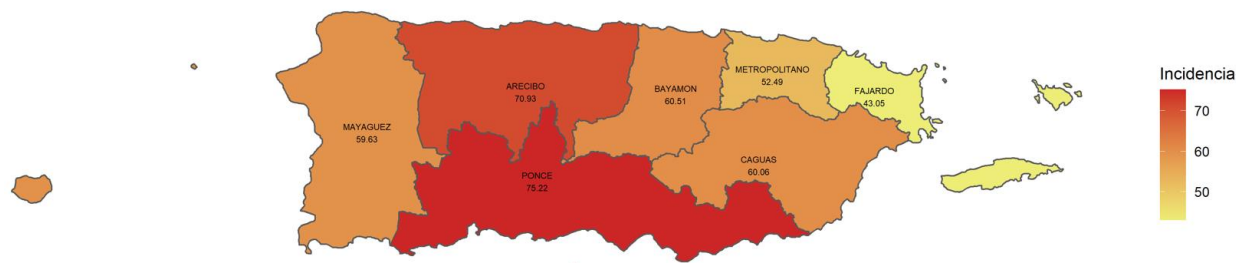 ARECIBO
70.93
BAYAMON
60.51
METROPOLITANO
52.49
FAJARDO
43.05
MAYAGUEZ
59.63
PONCE
75.22
CAGUAS
60.06
Incidencia
70
60
50